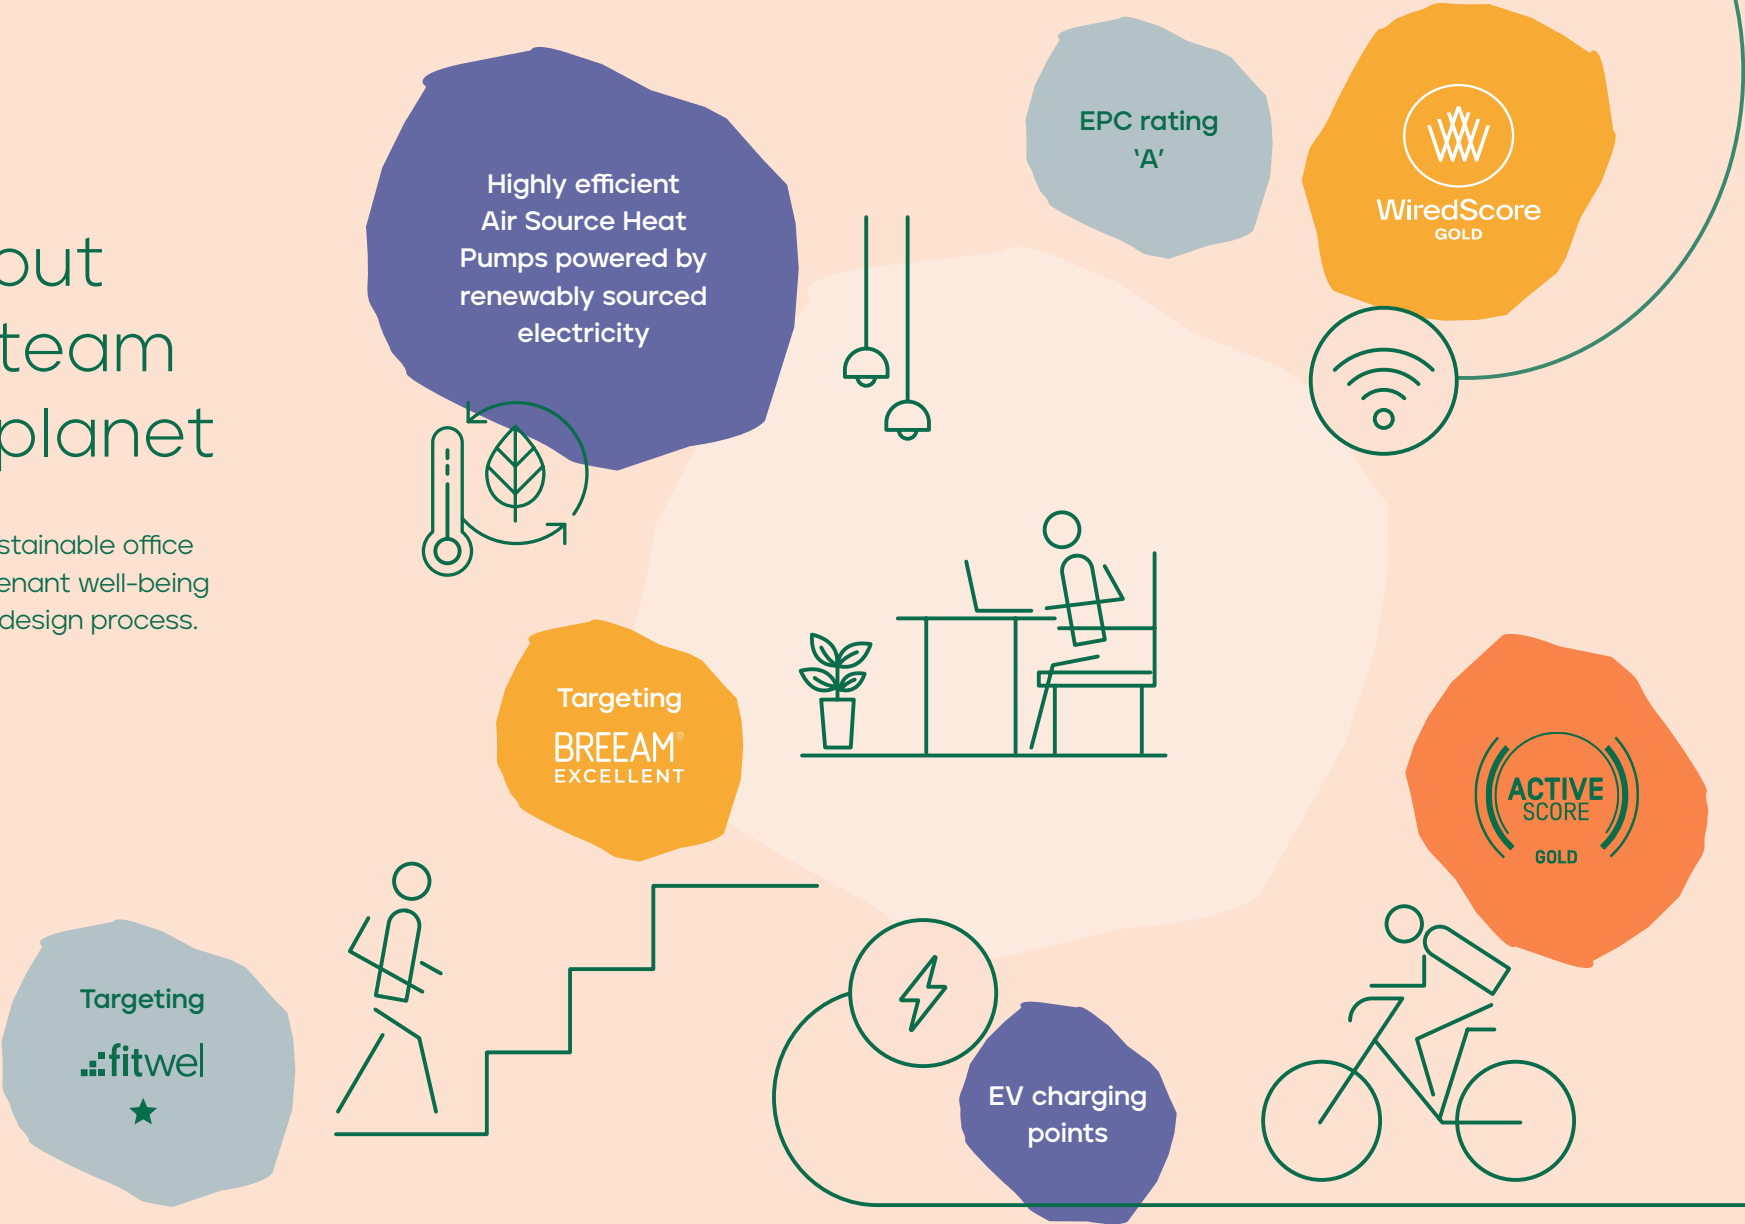 out
team
planet
stainable office
enant well-being
design process.
Highly efficient
Air Source Heat
Pumps powered by
renewably sourced
electricity
EPC rating
‘A’
WiredScore
GOLD
Targeting
BREEAM®
EXCELLENT
ACTIVE
SCORE
GOLD
Targeting
fitwel
EV charging
points